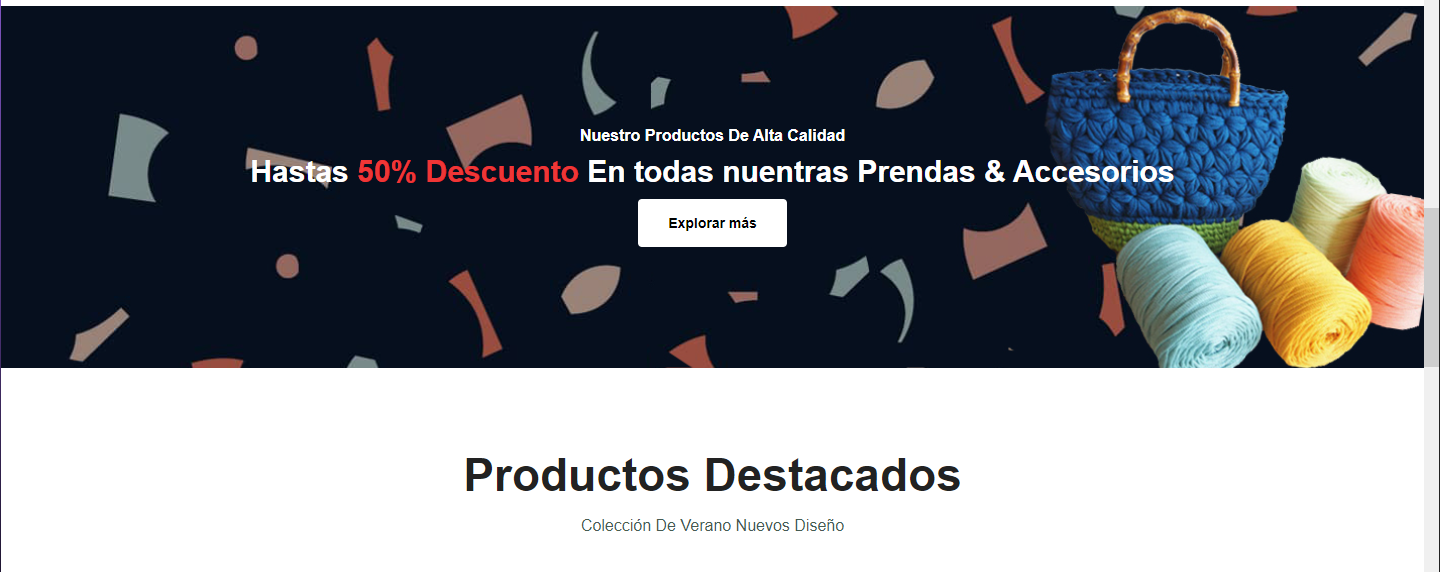 Nuestro Productos De Alta Calidad
Hastas 50% Descuento En todas nuentras Prendas & Accesorios
Explorar más
Productos Destacados
Colección De Verano Nuevos Diseño